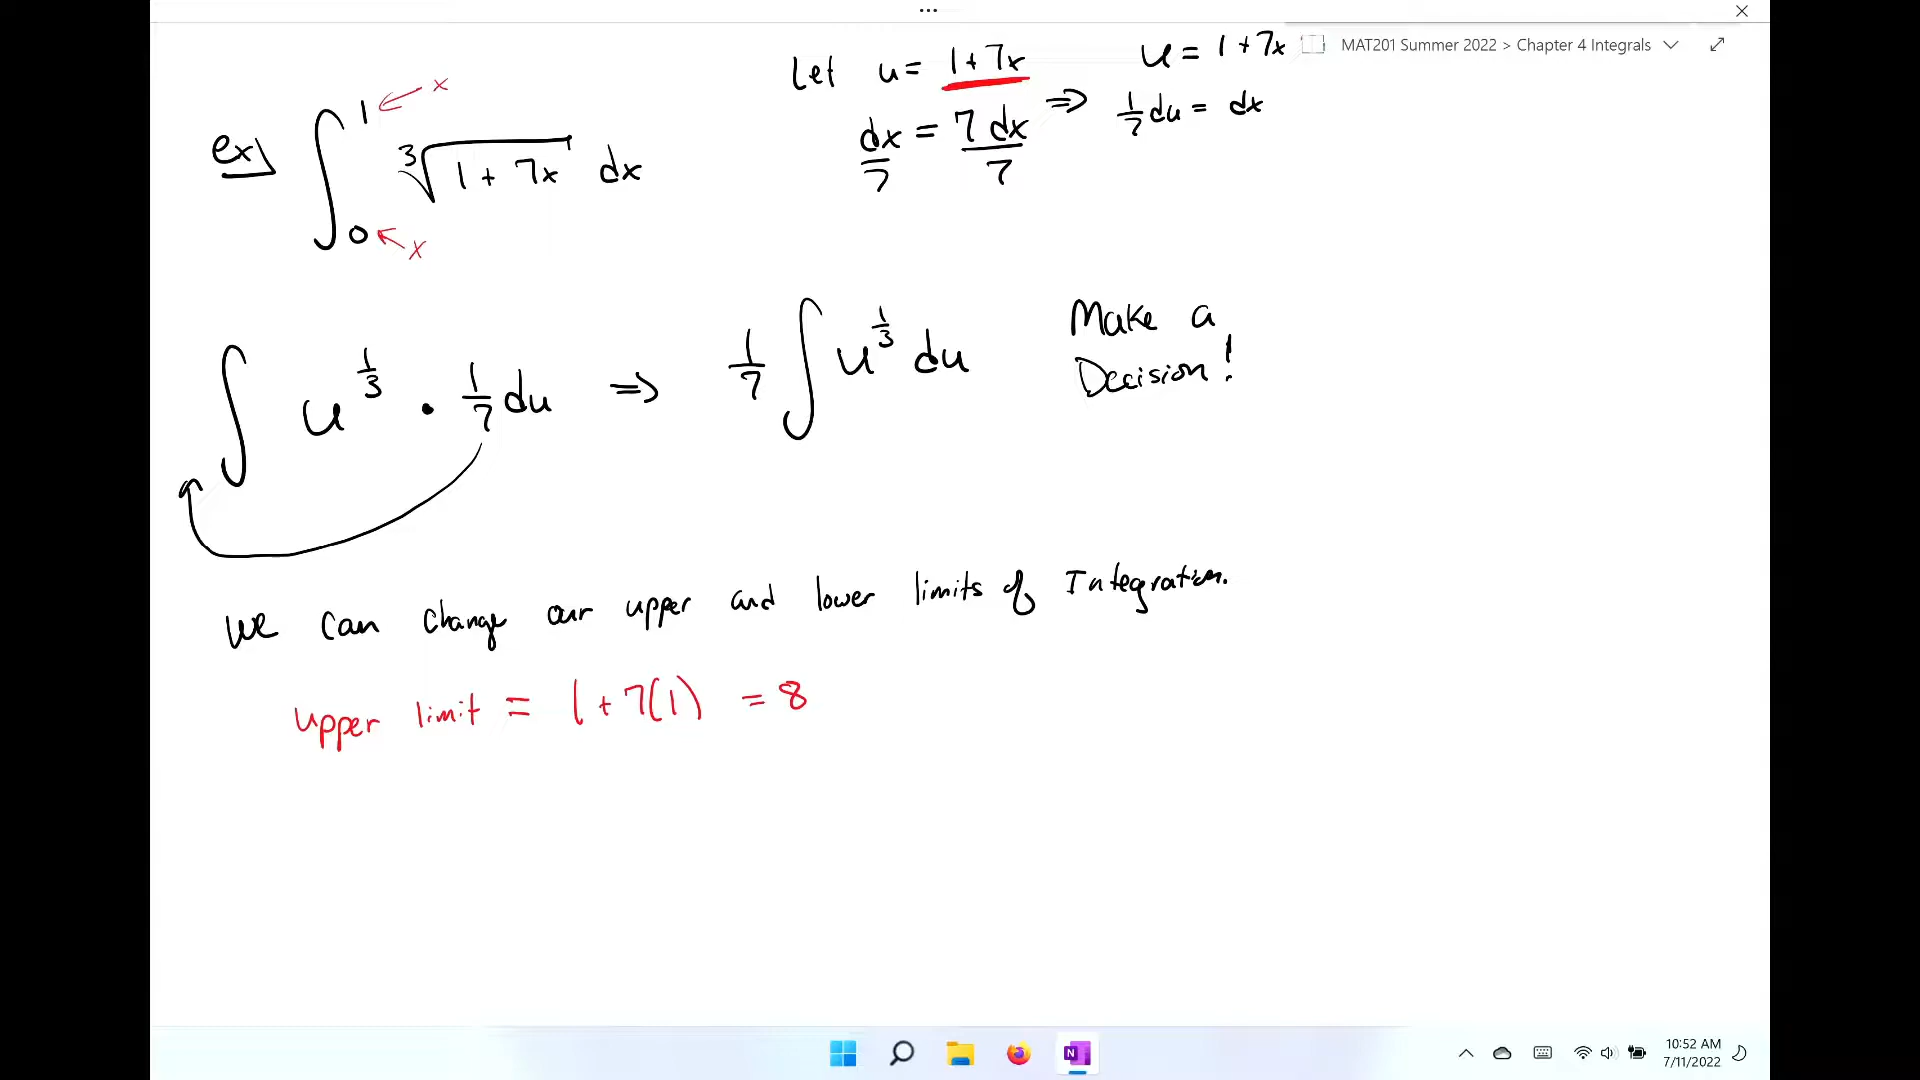 MAT201 Summer 2022 > Chapter 4 Integrals
ex) ∫₀¹ ∛(1 + 7x) dx
← x
← x
Let u = 1 + 7x
dx/7 = 7 dx/7 ⇒
u = 1 + 7x
1/7 du = dx
∫ u^(1/3) • 1/7 du ⇒ 1/7 ∫ u^(1/3) du
Make a
Decision!
We can change our upper and lower limits of Integration.
upper limit = 1 + 7(1) = 8
10:52 AM
7/11/2022